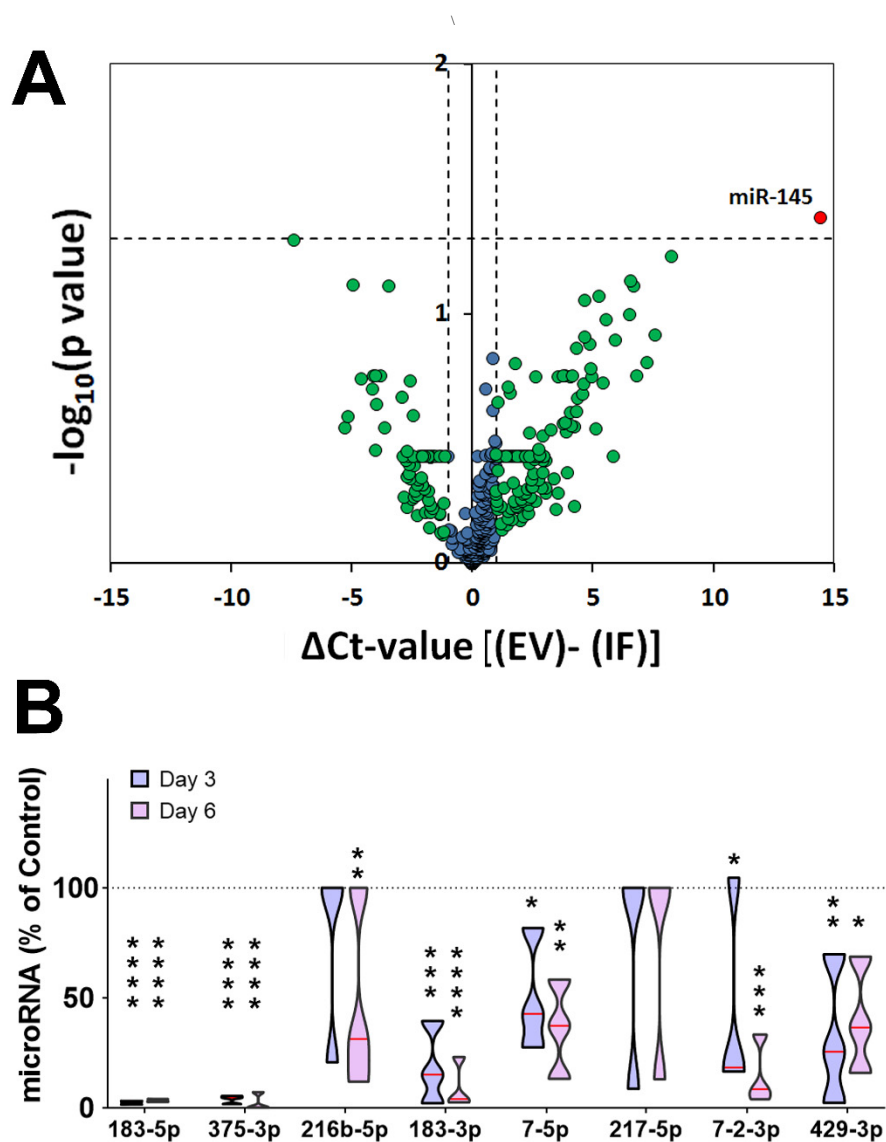 A
2
miR-145
1
0
-log10(p value)
-15 -10 -5 0 5 10 15
ΔCt-value [(EV)- (IF)]
B
microRNA (% of Control)
Day 3
Day 6
100
50
0
**** **** **** **** ** *** **** * ** * *** ** *
183-5p 375-3p 216b-5p 183-3p 7-5p 217-5p 7-2-3p 429-3p